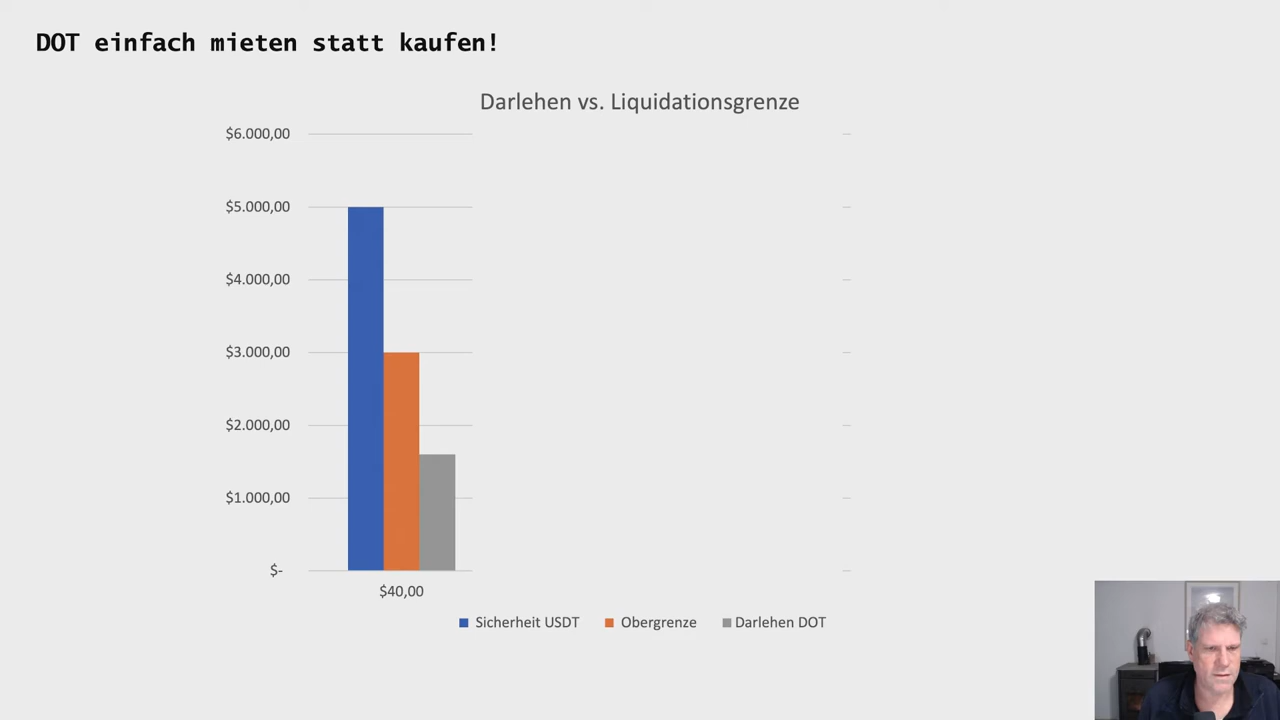 DOT einfach mieten statt kaufen!
Darlehen vs. Liquidationsgrenze
$6.000,00
$5.000,00
$4.000,00
$3.000,00
$2.000,00
$1.000,00
$-
$40,00
Sicherheit USDT Obergrenze Darlehen DOT